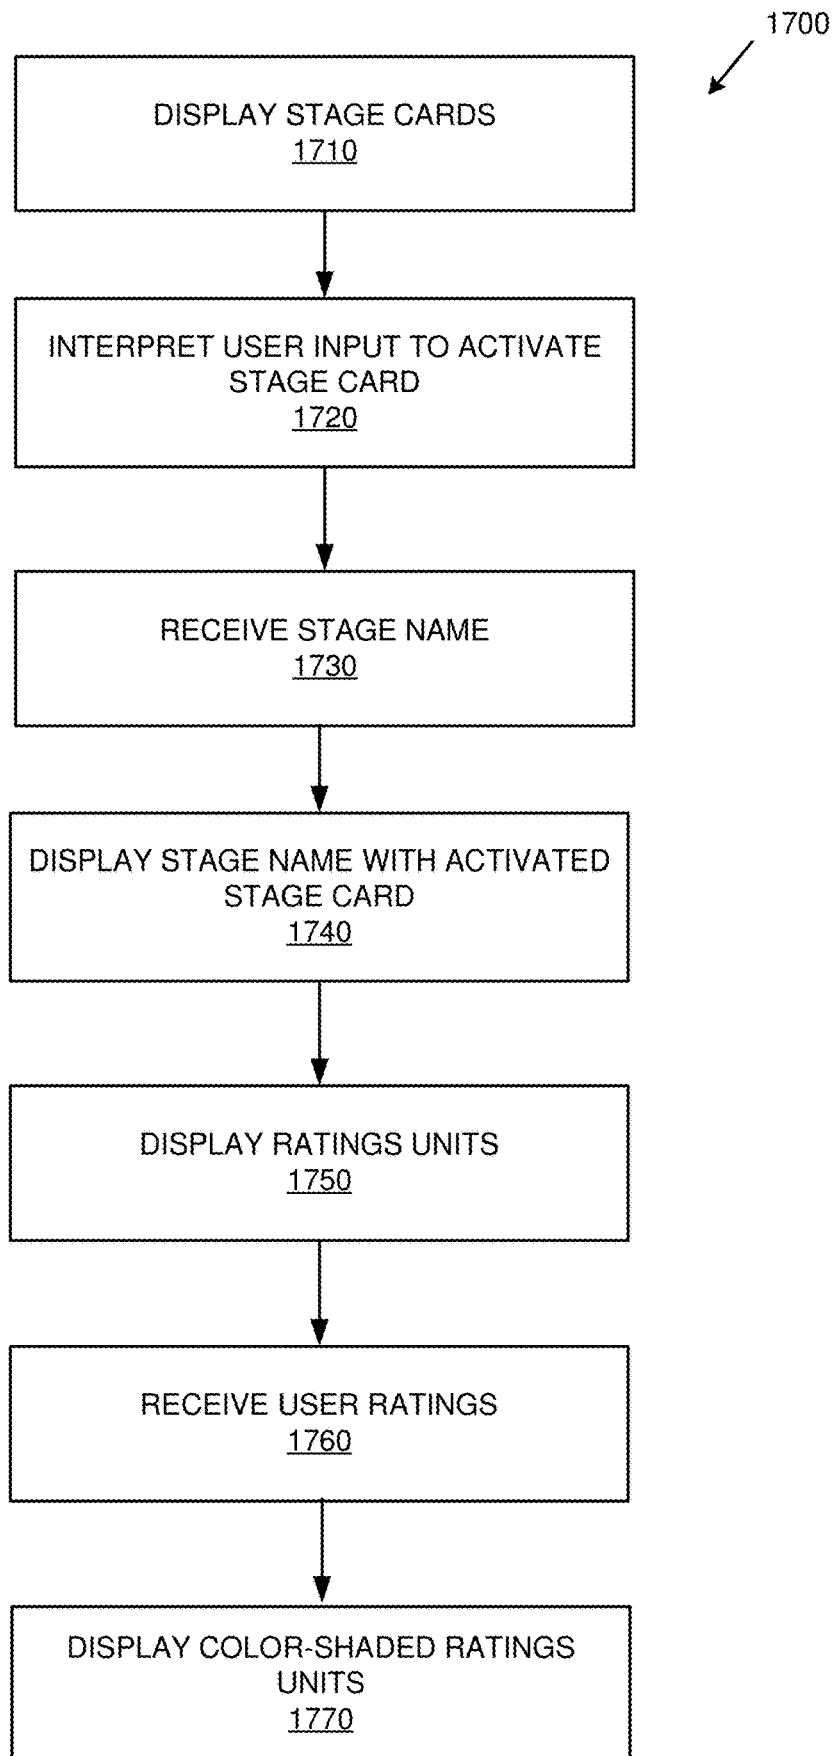 1700
DISPLAY STAGE CARDS
1710
INTERPRET USER INPUT TO ACTIVATE
STAGE CARD
1720
RECEIVE STAGE NAME
1730
DISPLAY STAGE NAME WITH ACTIVATED
STAGE CARD
1740
DISPLAY RATINGS UNITS
1750
RECEIVE USER RATINGS
1760
DISPLAY COLOR-SHADED RATINGS
UNITS
1770